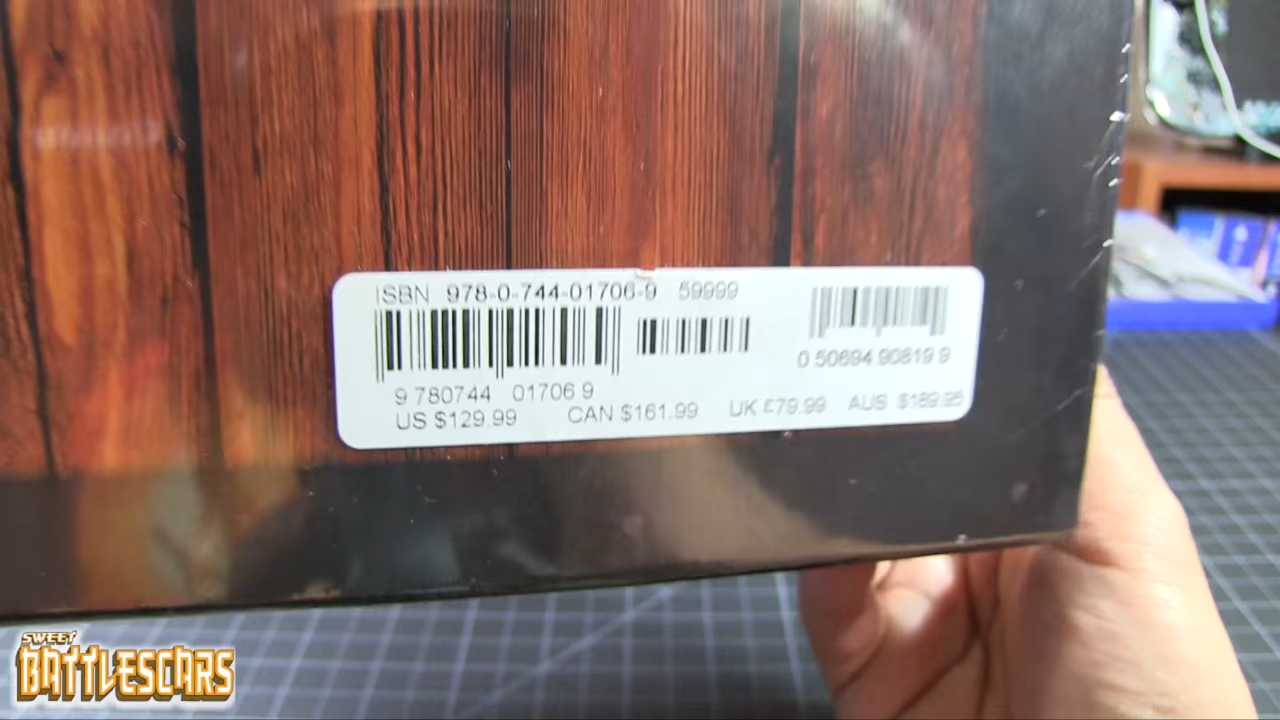 ISBN 978-0-744-01706-9 59999
9 780744 01706 9
0 50694 90819 9
US $129.99 CAN $161.99 UK £79.99 AUS $189.95
SWEET
BATTLESCARS